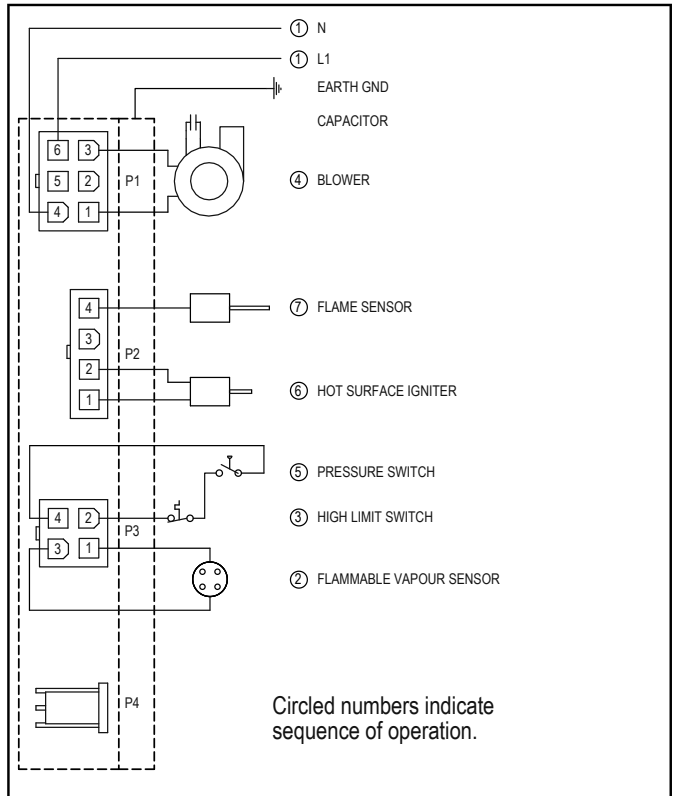 ① N
① L1
EARTH GND
CAPACITOR
6 3
5 2 P1
④ BLOWER
4 1
4
⑦ FLAME SENSOR
3
P2
2
⑥ HOT SURFACE IGNITER
1
⑤ PRESSURE SWITCH
4 2
③ HIGH LIMIT SWITCH
P3
3 1
② FLAMMABLE VAPOUR SENSOR
P4
Circled numbers indicate
sequence of operation.